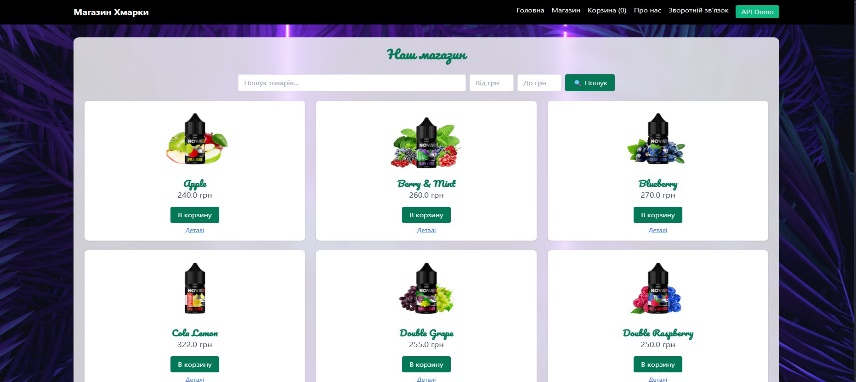 Магазин Хмарки
Головна Магазин Корзина (0) Про нас Зворотній зв'язок API Demo
Наш магазин
Пошук товарів... Від грн До грн Пошук
Apple Berry & Mint Blueberry
240.0 грн 260.0 грн 270.0 грн
В корзину В корзину В корзину
Деталі Деталі Деталі
Cola Lemon Double Grape Double Raspberry
322.0 грн 255.0 грн 250.0 грн
В корзину В корзину В корзину
Деталі Деталі Деталі